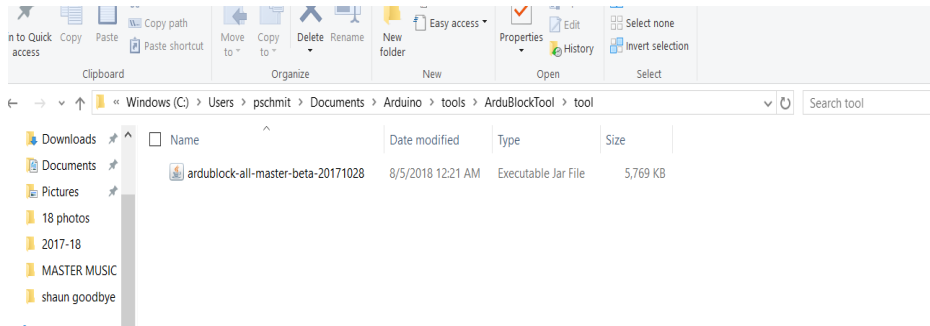 n to Quick access
Copy
Paste
Copy path
Paste shortcut
Move to
Copy to
Delete
Rename
New folder
Easy access
Properties
Edit
History
Select none
Invert selection
Clipboard
Organize
New
Open
Select
« Windows (C:) > Users > pschmit > Documents > Arduino > tools > ArduBlockTool > tool
Search tool
Downloads
Documents
Pictures
18 photos
2017-18
MASTER MUSIC
shaun goodbye
Name Date modified Type Size
ardublock-all-master-beta-20171028 8/5/2018 12:21 AM Executable Jar File 5,769 KB